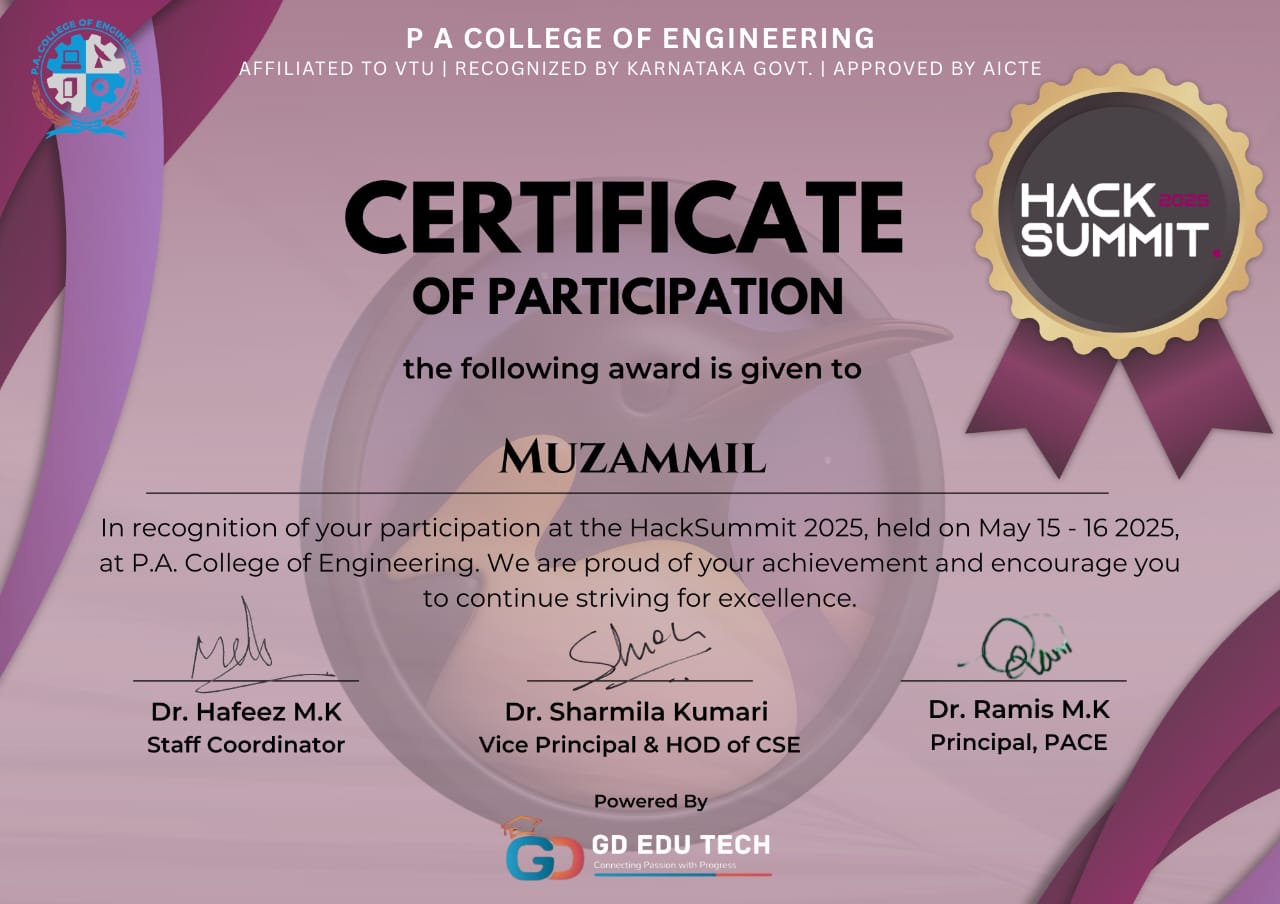 P.A. COLLEGE OF ENGINEERING
P A COLLEGE OF ENGINEERING
AFFILIATED TO VTU | RECOGNIZED BY KARNATAKA GOVT. | APPROVED BY AICTE
HACK 2025
SUMMIT.
CERTIFICATE
OF PARTICIPATION
the following award is given to
MUZAMMIL
In recognition of your participation at the HackSummit 2025, held on May 15 - 16 2025,
at P.A. College of Engineering. We are proud of your achievement and encourage you
to continue striving for excellence.
Dr. Hafeez M.K
Staff Coordinator
Dr. Sharmila Kumari
Vice Principal & HOD of CSE
Dr. Ramis M.K
Principal, PACE
Powered By
GD EDU TECH
Connecting Passion with Progress